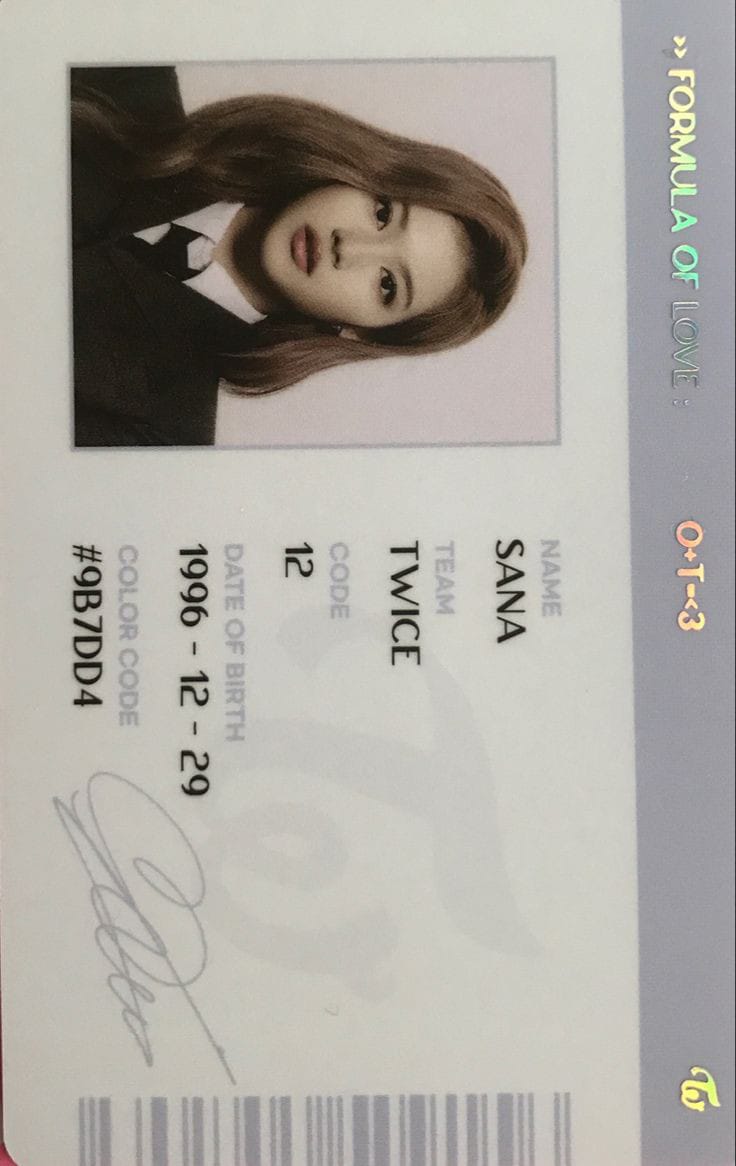 ›› FORMULA OF LOVE : O+T=<3
NAME
SANA
TEAM
TWICE
CODE
12
DATE OF BIRTH
1996 - 12 - 29
COLOR CODE
#9B7DD4